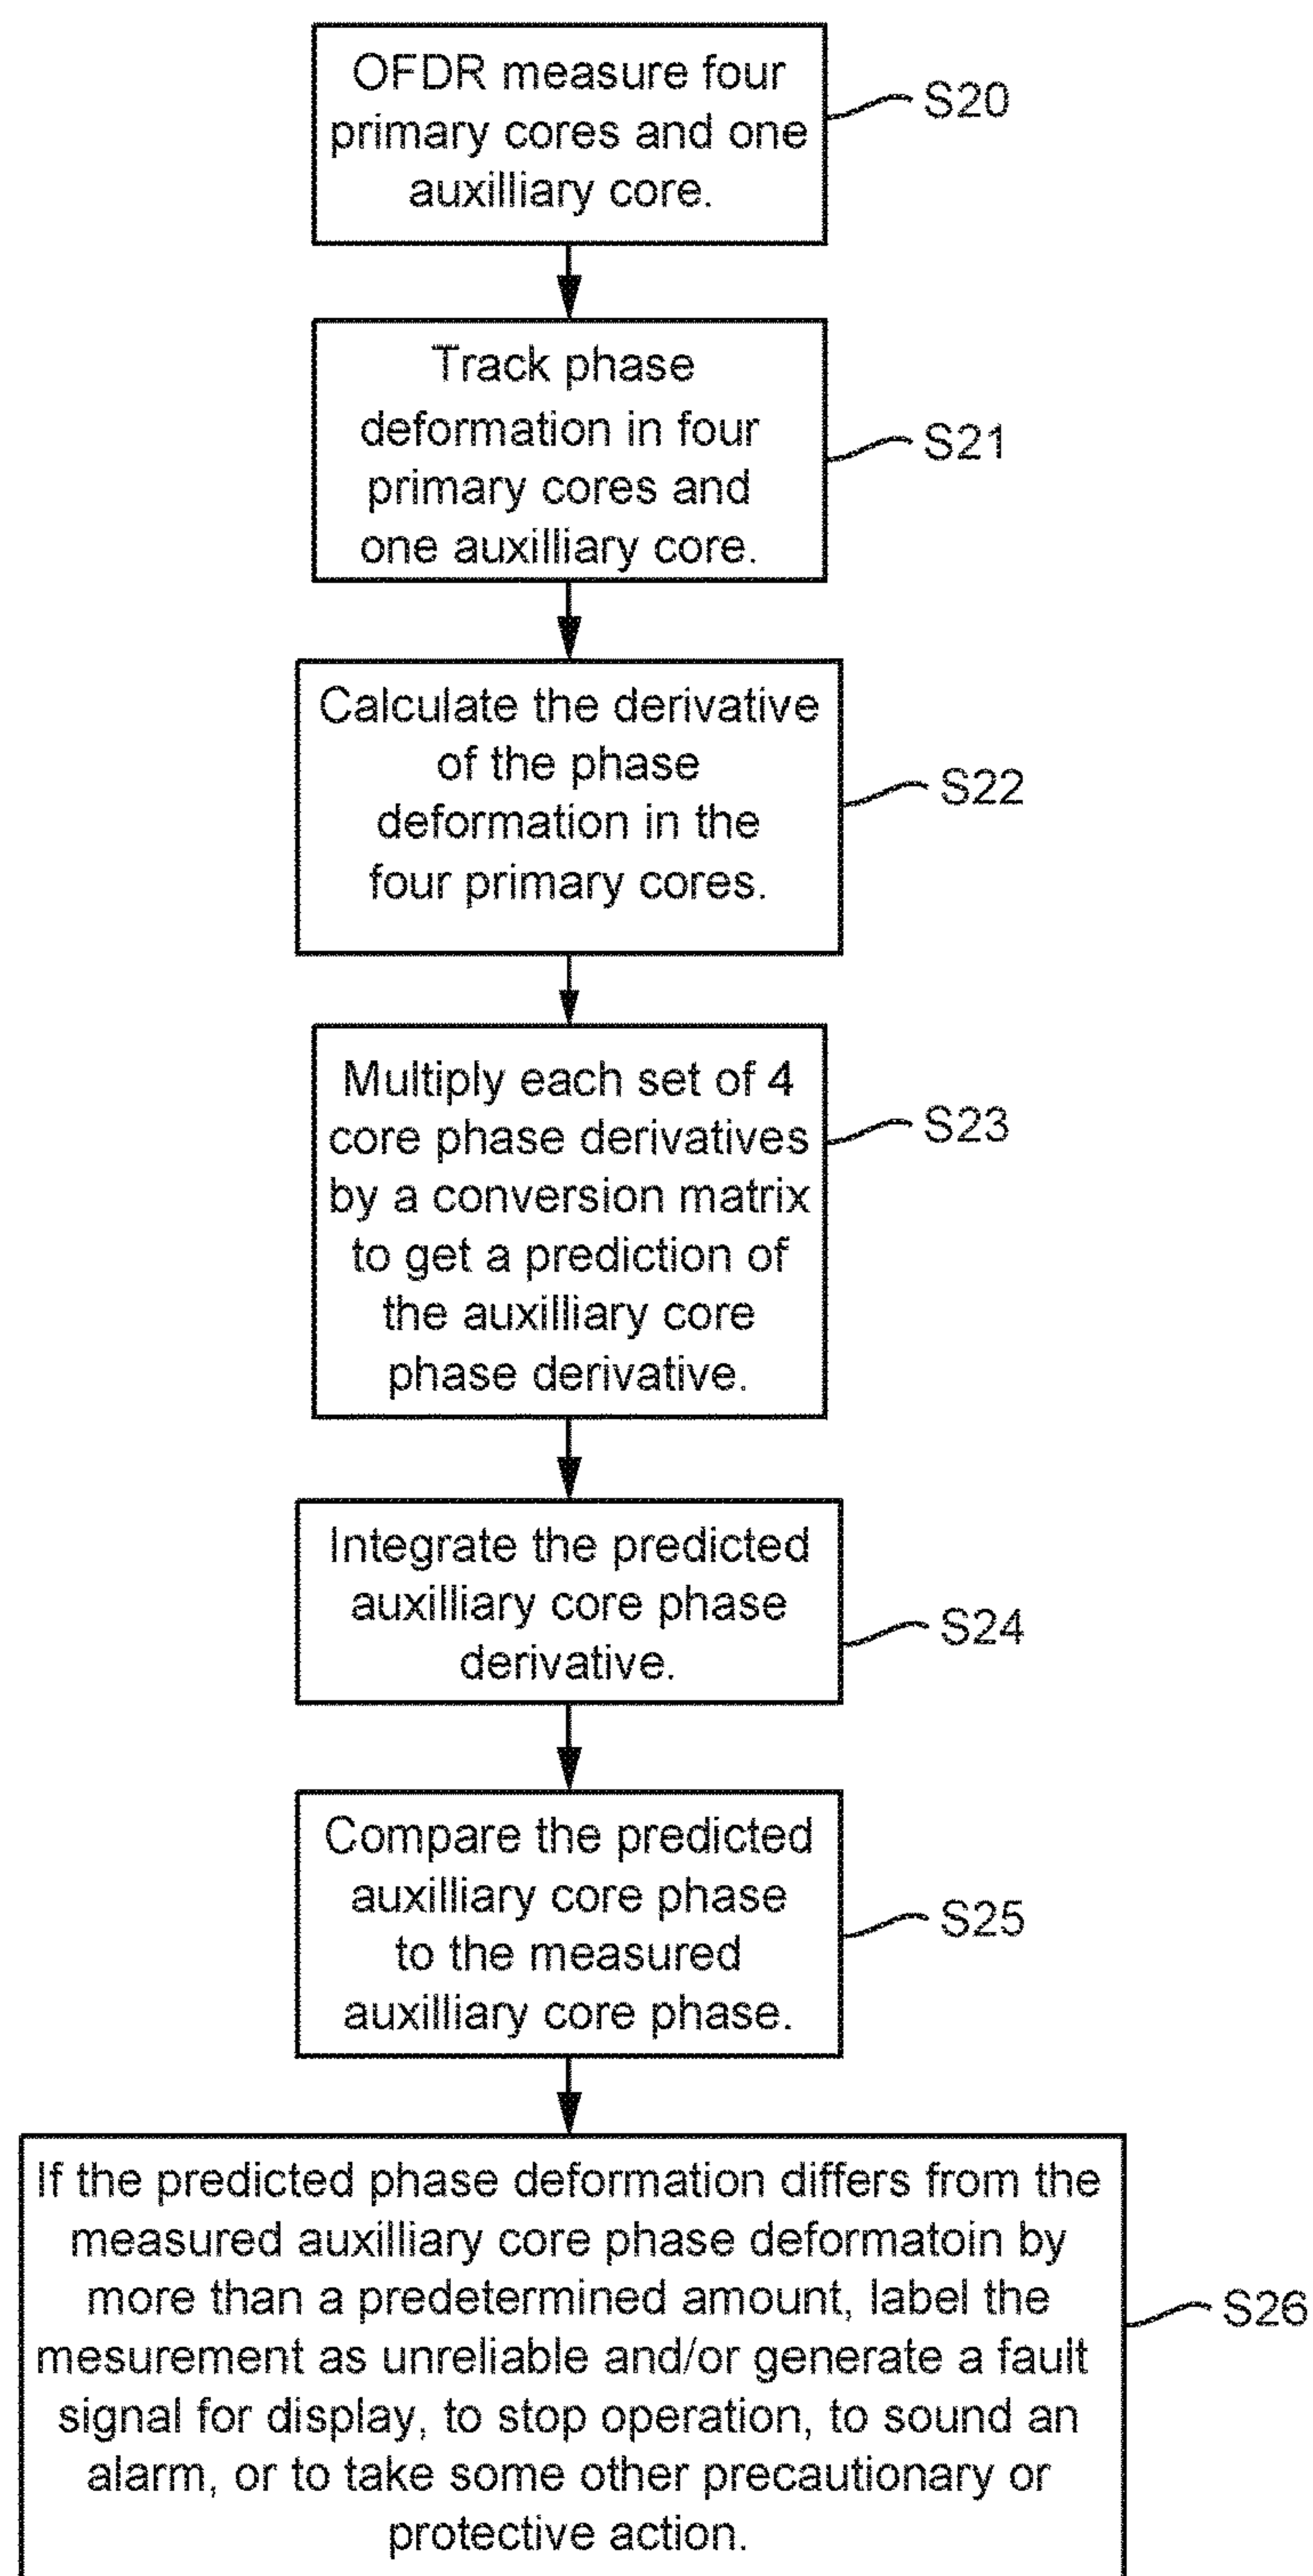 OFDR measure four
primary cores and one
auxilliary core.
S20
Track phase
deformation in four
primary cores and
one auxilliary core.
S21
Calculate the derivative
of the phase
deformation in the
four primary cores.
S22
Multiply each set of 4
core phase derivatives
by a conversion matrix
to get a prediction of
the auxilliary core
phase derivative.
S23
Integrate the predicted
auxilliary core phase
derivative.
S24
Compare the predicted
auxilliary core phase
to the measured
auxilliary core phase.
S25
If the predicted phase deformation differs from the
measured auxilliary core phase deformatoin by
more than a predetermined amount, label the
mesurement as unreliable and/or generate a fault
signal for display, to stop operation, to sound an
alarm, or to take some other precautionary or
protective action.
S26